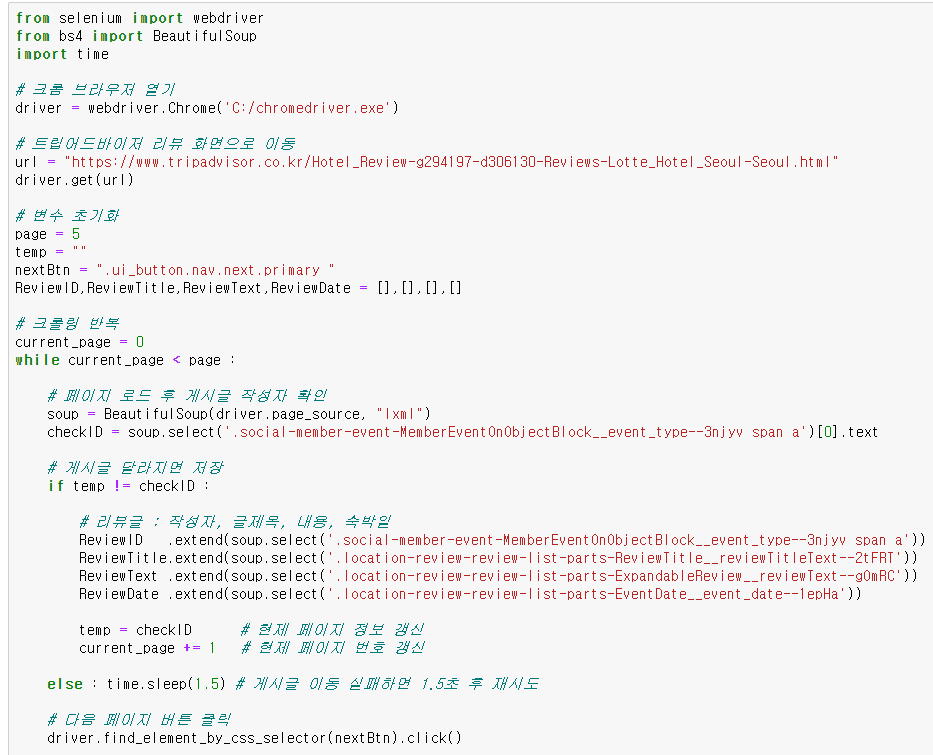 from selenium import webdriver
from bs4 import BeautifulSoup
import time
# 크롬 브라우저 열기
driver = webdriver.Chrome('C:/chromedriver.exe')
# 트립어드바이저 리뷰 화면으로 이동
url = "https://www.tripadvisor.co.kr/Hotel_Review-g294197-d306130-Reviews-Lotte_Hotel_Seoul-Seoul.html"
driver.get(url)
# 변수 초기화
page = 5
temp = ""
nextBtn = ".ui_button.nav.next.primary "
ReviewID,ReviewTitle,ReviewText,ReviewDate = [],[],[],[]
# 크롤링 반복
current_page = 0
while current_page < page :
# 페이지 로드 후 게시글 작성자 확인
soup = BeautifulSoup(driver.page_source, "lxml")
checkID = soup.select('.social-member-event-MemberEventOnObjectBlock__event_type--3njyv span a')[0].text
# 게시글 달라지면 저장
if temp != checkID :
# 리뷰글 : 작성자, 글제목, 내용, 숙박일
ReviewID   .extend(soup.select('.social-member-event-MemberEventOnObjectBlock__event_type--3njyv span a'))
ReviewTitle.extend(soup.select('.location-review-review-list-parts-ReviewTitle__reviewTitleText--2tFRT'))
ReviewText .extend(soup.select('.location-review-review-list-parts-ExpandableReview__reviewText--gOmRC'))
ReviewDate .extend(soup.select('.location-review-review-list-parts-EventDate__event_date--1epHa'))
temp = checkID      # 현제 페이지 정보 갱신
current_page += 1   # 현제 페이지 번호 갱신
else : time.sleep(1.5) # 게시글 이동 실패하면 1.5초 후 재시도
# 다음 페이지 버튼 클릭
driver.find_element_by_css_selector(nextBtn).click()